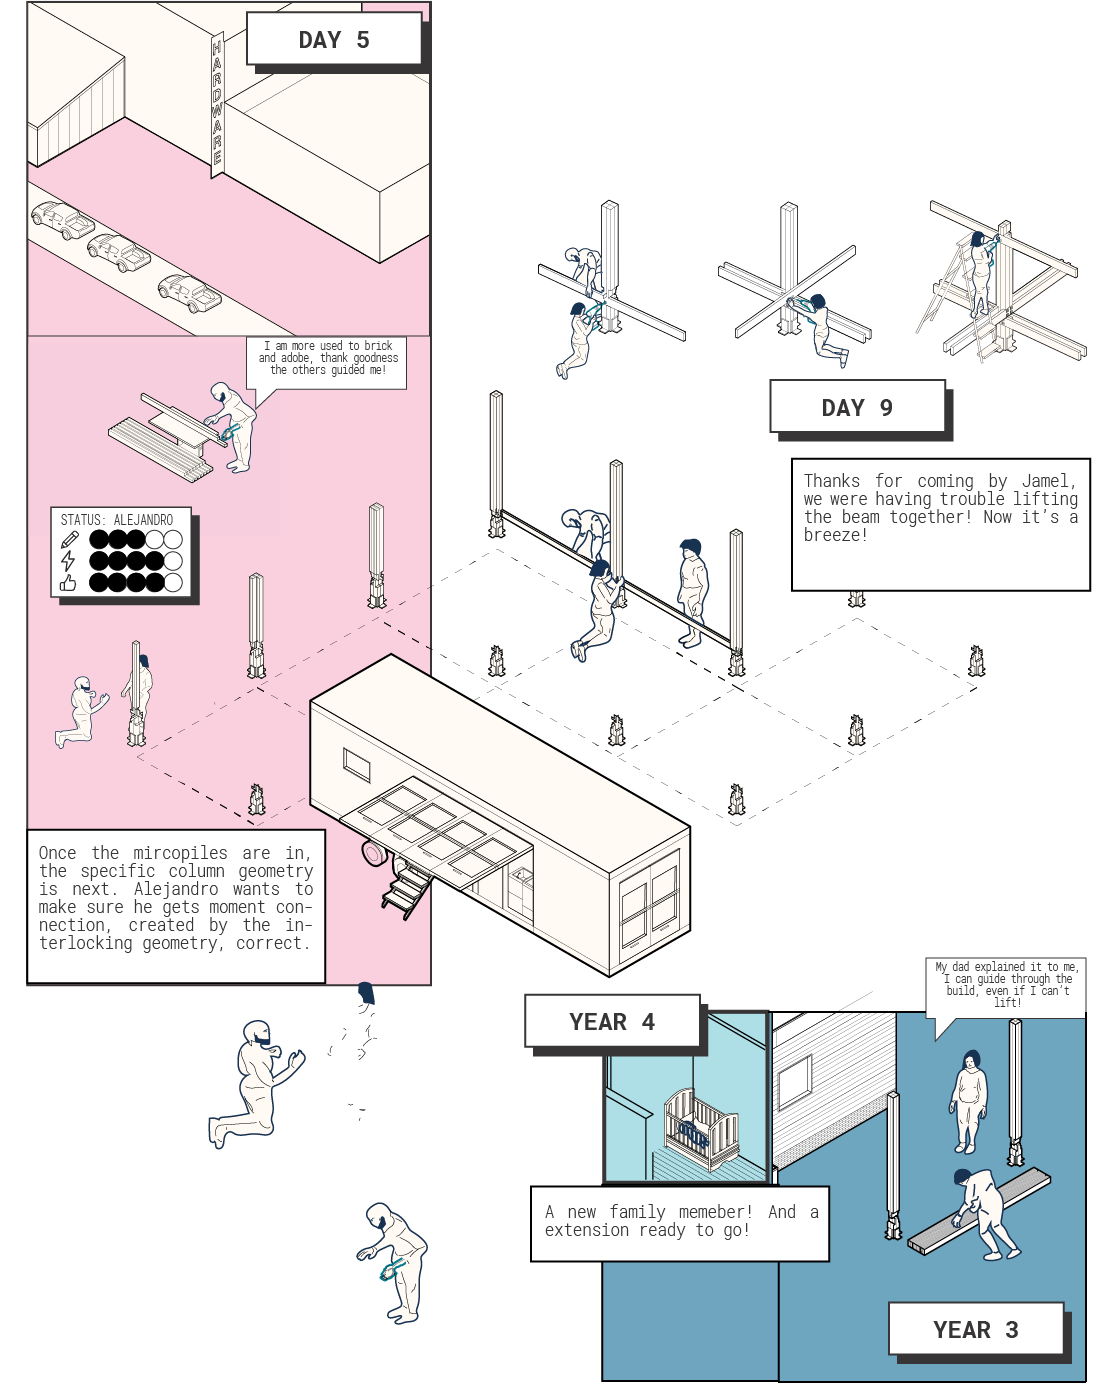 DAY 5
HARDWARE
I am more used to brick
and adobe, thank goodness
the others guided me!
STATUS: ALEJANDRO
Once the mircopiles are in,
the specific column geometry
is next. Alejandro wants to
make sure he gets moment con-
nection, created by the in-
terlocking geometry, correct.
DAY 9
Thanks for coming by Jamel,
we were having trouble lifting
the beam together! Now it's a
breeze!
YEAR 4
A new family memeber! And a
extension ready to go!
My dad explained it to me,
I can guide through the
build, even if I can't
lift!
YEAR 3